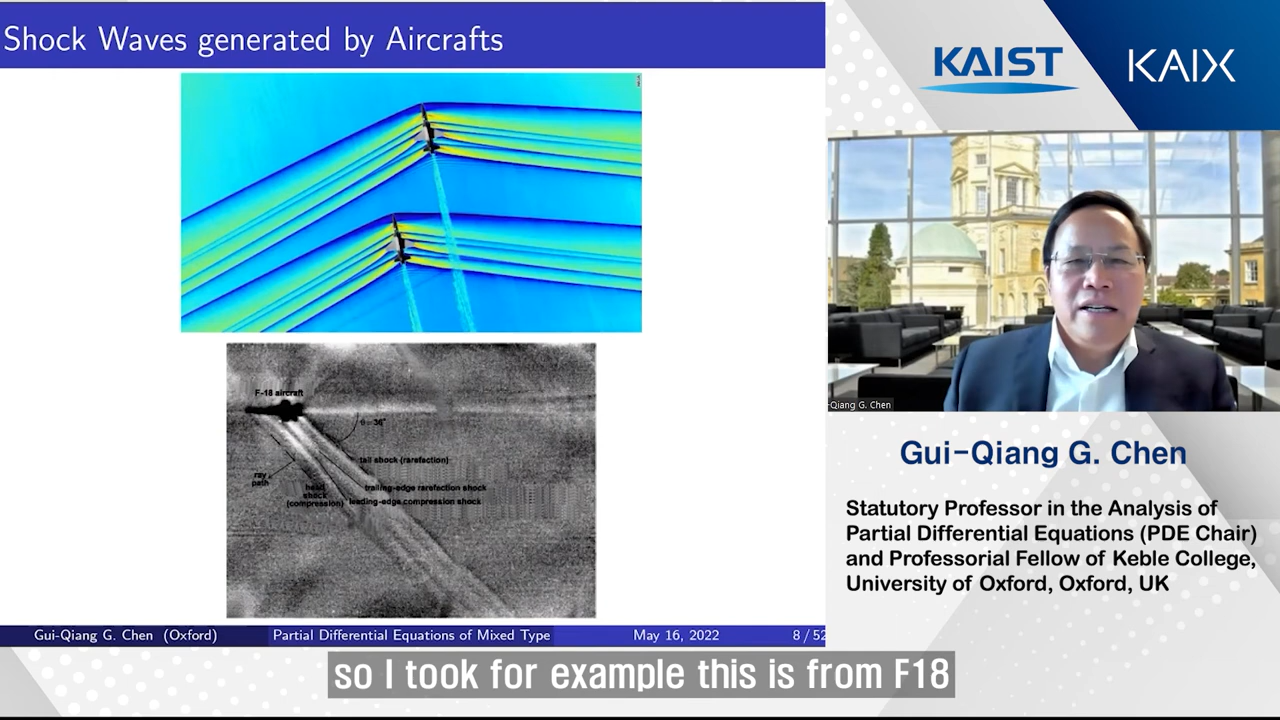 Shock Waves generated by Aircrafts
KAIST
KAIX
F-18 aircraft
θ = 36°
tail shock (rarefaction)
ray
path
head
shock
(compression)
trailing-edge rarefaction shock
leading-edge compression shock
-Qiang G. Chen
Gui-Qiang G. Chen
Statutory Professor in the Analysis of
Partial Differential Equations (PDE Chair)
and Professorial Fellow of Keble College,
University of Oxford, Oxford, UK
Gui-Qiang G. Chen (Oxford) Partial Differential Equations of Mixed Type May 16, 2022 8 / 52
so I took for example this is from F18